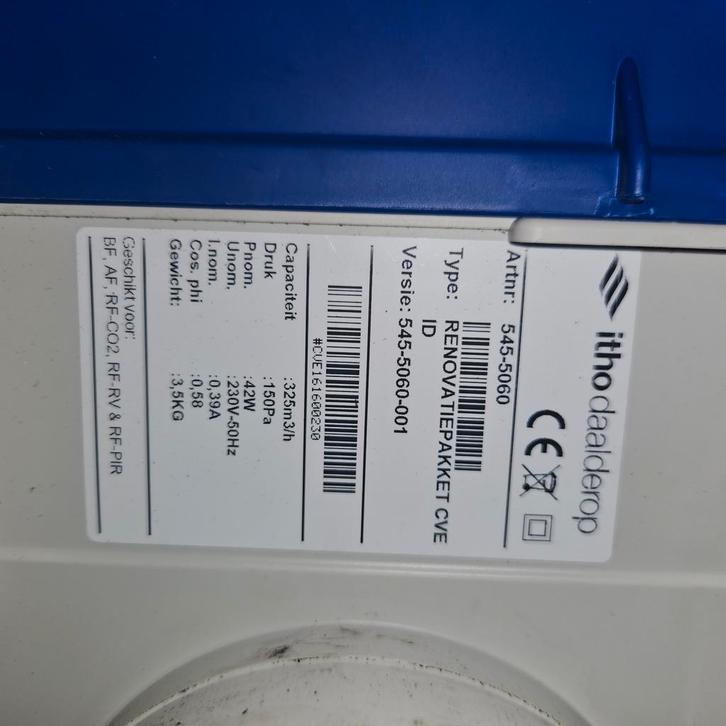 ithodaalderop
CE
Artnr: 545-5060
Type: RENOVATIEPAKKET CVE
ID
Versie: 545-5060-001
#CVE161600230
Capaciteit :325m3/h
Druk :150Pa
Pnom. :42W
Unom. :230V-50Hz
I.nom. :0,39A
Cos. phi :0,58
Gewicht: :3,5KG
Geschikt voor:
BF, AF, RF-CO2, RF-RV & RF-PIR